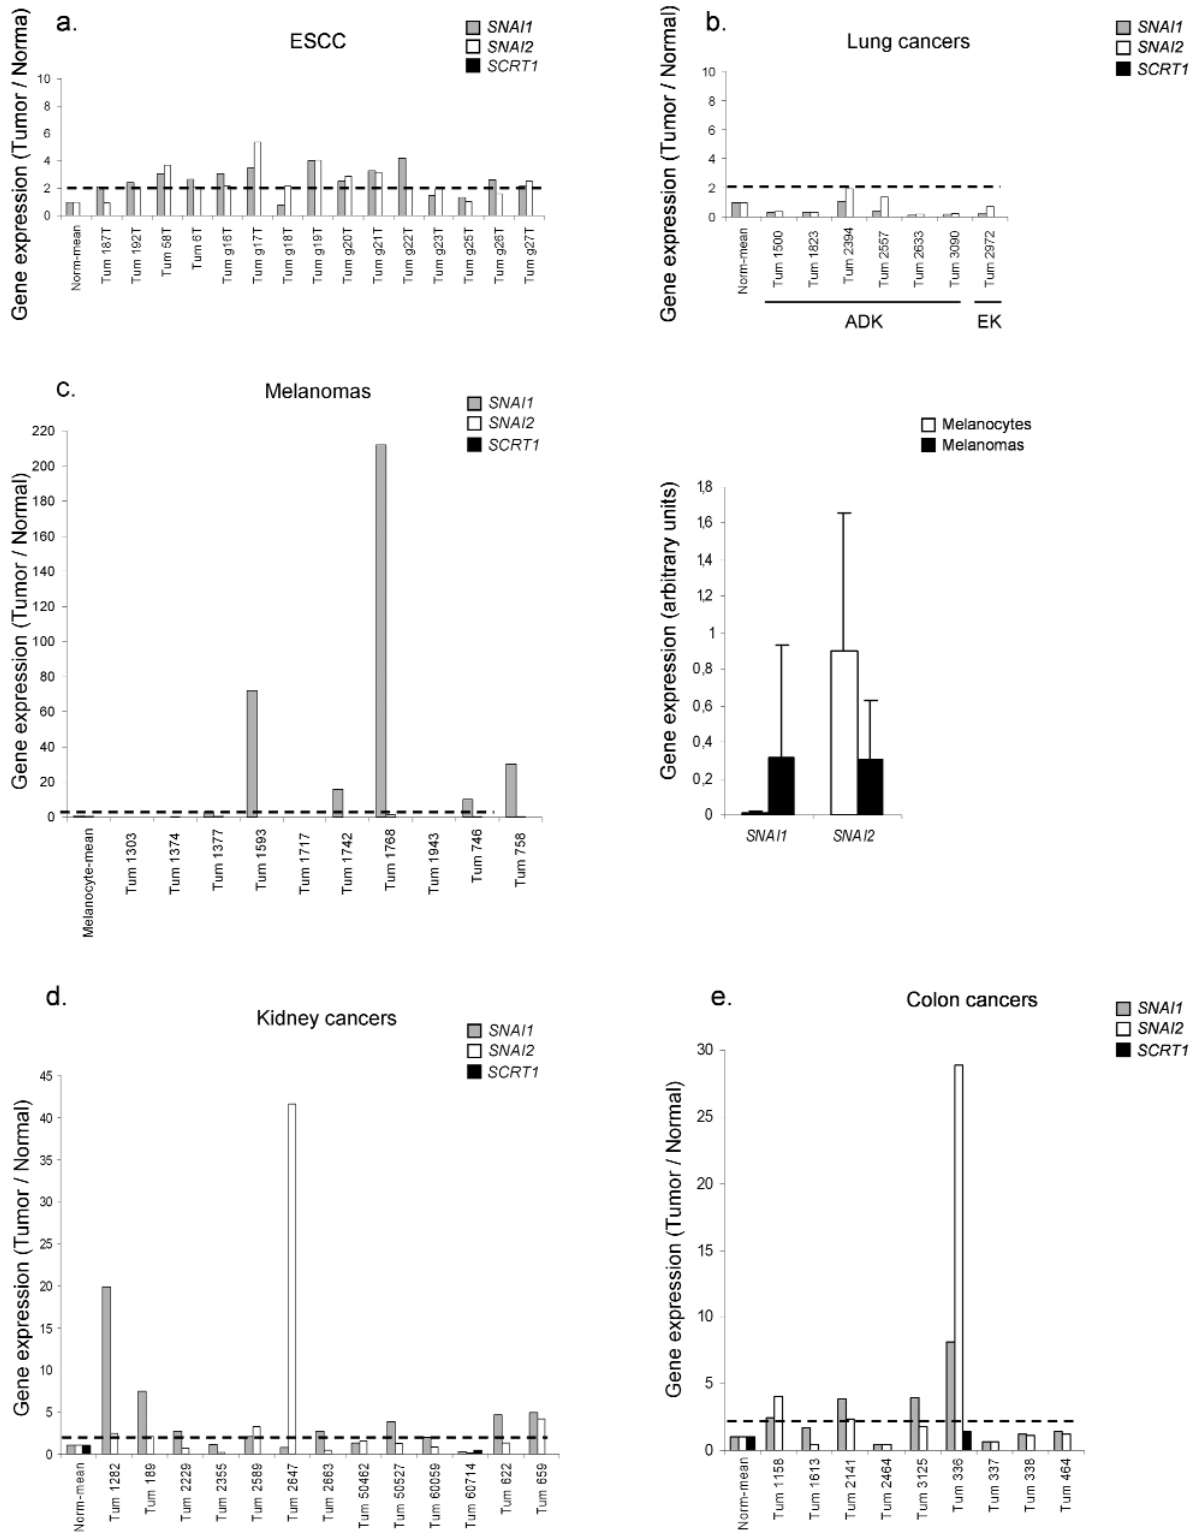 a.
ESCC
SNAI1
SNAI2
SCRT1
Gene expression (Tumor / Normal)
10
8
6
4
2
0
Norm-mean
Tum 187T
Tum 192T
Tum 58T
Tum 6T
Tum g16T
Tum g17T
Tum g18T
Tum g19T
Tum g20T
Tum g21T
Tum g22T
Tum g23T
Tum g25T
Tum g26T
Tum g27T
b.
Lung cancers
SNAI1
SNAI2
SCRT1
Gene expression (Tumor / Normal)
10
8
6
4
2
0
Norm-mean
Tum 1500
Tum 1823
Tum 2394
Tum 2557
Tum 2633
Tum 3090
Tum 2972
ADK
EK
c.
Melanomas
SNAI1
SNAI2
SCRT1
Gene expression (Tumor / Normal)
220
200
180
160
140
120
100
80
60
40
20
0
Melanocyte-mean
Tum 1303
Tum 1374
Tum 1377
Tum 1593
Tum 1717
Tum 1742
Tum 1768
Tum 1943
Tum 746
Tum 758
Melanocytes
Melanomas
Gene expression (arbitrary units)
1,8
1,6
1,4
1,2
1
0,8
0,6
0,4
0,2
0
SNAI1
SNAI2
d.
Kidney cancers
SNAI1
SNAI2
SCRT1
Gene expression (Tumor / Normal)
45
40
35
30
25
20
15
10
5
0
Norm-mean
Tum 1282
Tum 189
Tum 2229
Tum 2355
Tum 2589
Tum 2647
Tum 2663
Tum 50462
Tum 50527
Tum 60059
Tum 60714
Tum 622
Tum 659
e.
Colon cancers
SNAI1
SNAI2
SCRT1
Gene expression (Tumor / Normal)
30
25
20
15
10
5
0
Norm-mean
Tum 1158
Tum 1613
Tum 2141
Tum 2464
Tum 3125
Tum 336
Tum 337
Tum 338
Tum 464